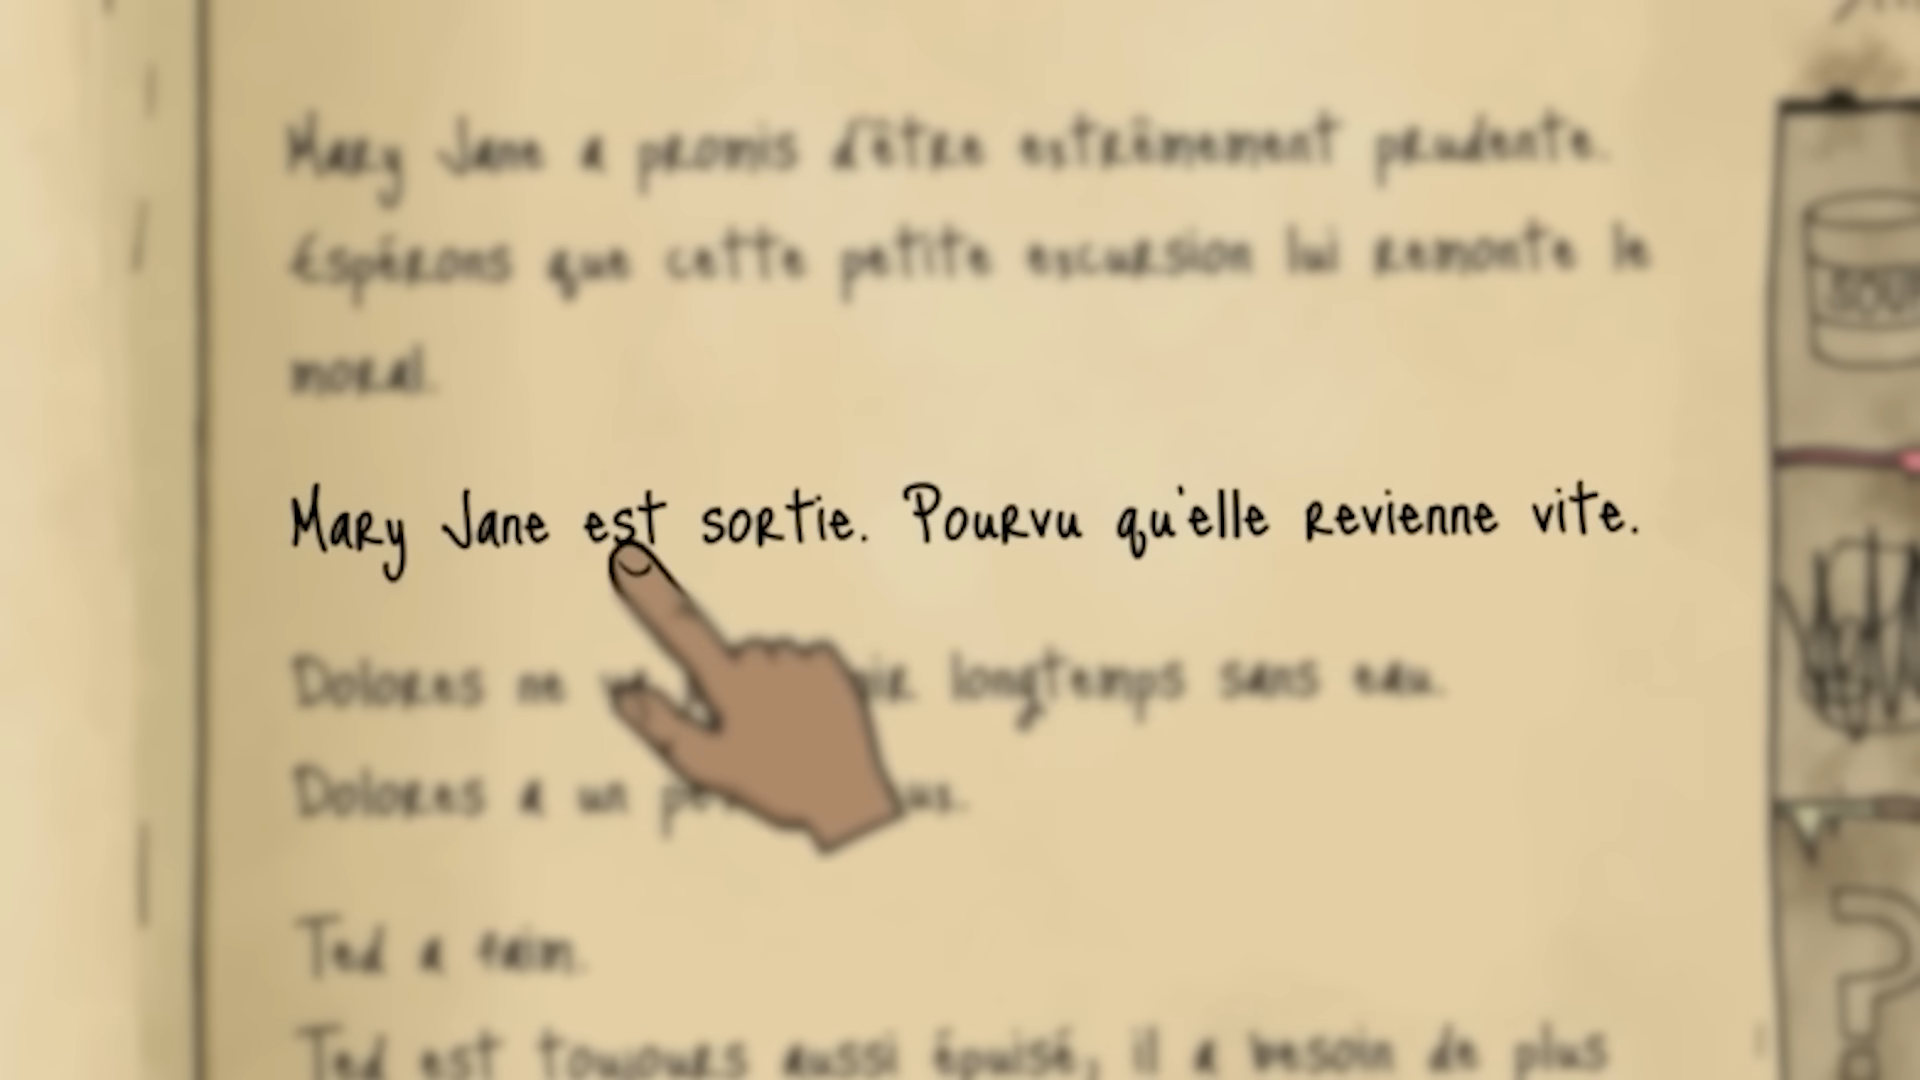 Mary Jane a promis d'être extrêmement prudente.
Espérons que cette petite excursion lui remonte le
moral.
Mary Jane est sortie. Pourvu qu'elle revienne vite.
Dolores ne longtemps sans eau.
Dolores a un
Ted a faim.
Ted est toujours aussi épuisé, il a besoin de plus